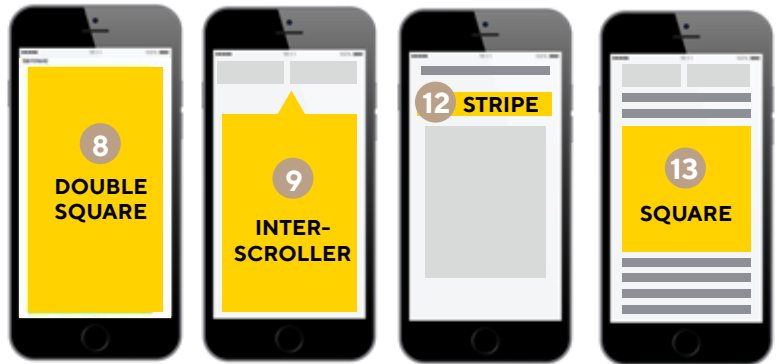 8
DOUBLE
SQUARE
9
INTER-
SCROLLER
12 STRIPE
13
SQUARE